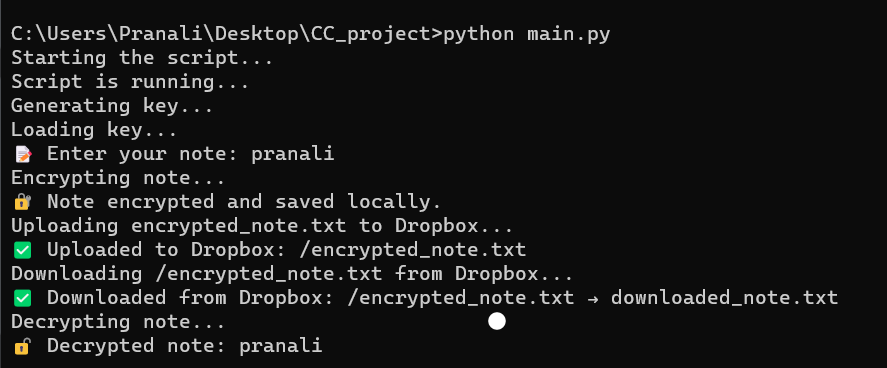 C:\Users\Pranali\Desktop\CC_project>python main.py
Starting the script...
Script is running...
Generating key...
Loading key...
📝 Enter your note: pranali
Encrypting note...
🔐 Note encrypted and saved locally.
Uploading encrypted_note.txt to Dropbox...
✅ Uploaded to Dropbox: /encrypted_note.txt
Downloading /encrypted_note.txt from Dropbox...
✅ Downloaded from Dropbox: /encrypted_note.txt → downloaded_note.txt
Decrypting note...
🔓 Decrypted note: pranali